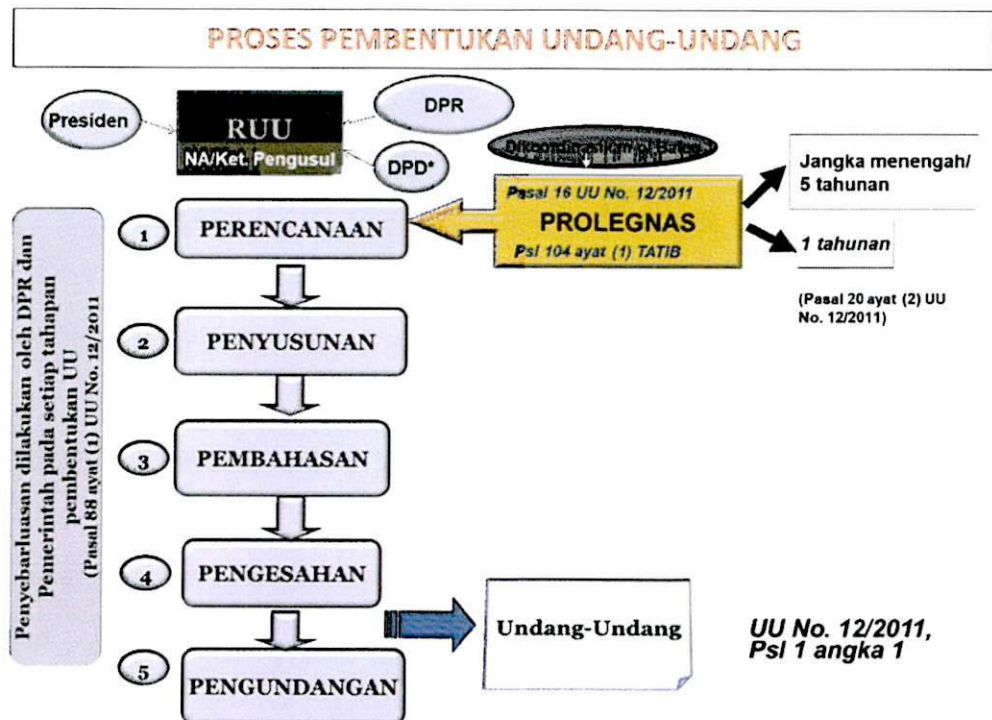 PROSES PEMBENTUKAN UNDANG-UNDANG
Presiden
RUU
NA/Ket. Pengusul
DPR
DPD*
Dikoordinasikan
Pasal 16 UU No. 12/2011
PROLEGNAS
Psl 104 ayat (1) TATIB
Jangka menengah/
5 tahunan
1 tahunan
(Pasal 20 ayat (2) UU
No. 12/2011)
Penyebarluasan dilakukan oleh DPR dan
Pemerintah pada setiap tahapan
pembentukan UU
(Pasal 88 ayat (1) UU No. 12/2011
1
PERENCANAAN
2
PENYUSUNAN
3
PEMBAHASAN
4
PENGESAHAN
5
PENGUNDANGAN
Undang-Undang
UU No. 12/2011,
Psl 1 angka 1